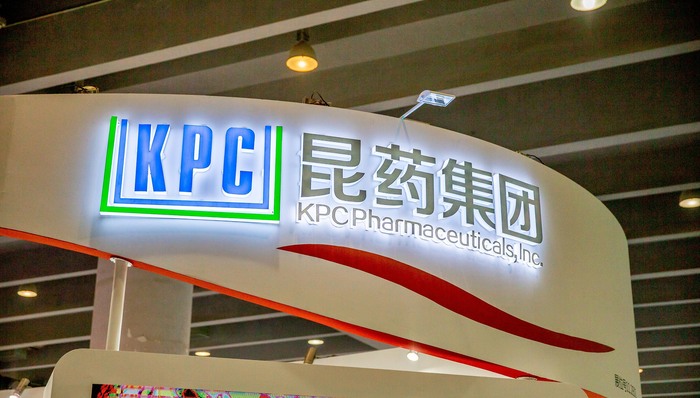 KPC
昆药集团
KPC Pharmaceuticals, Inc.